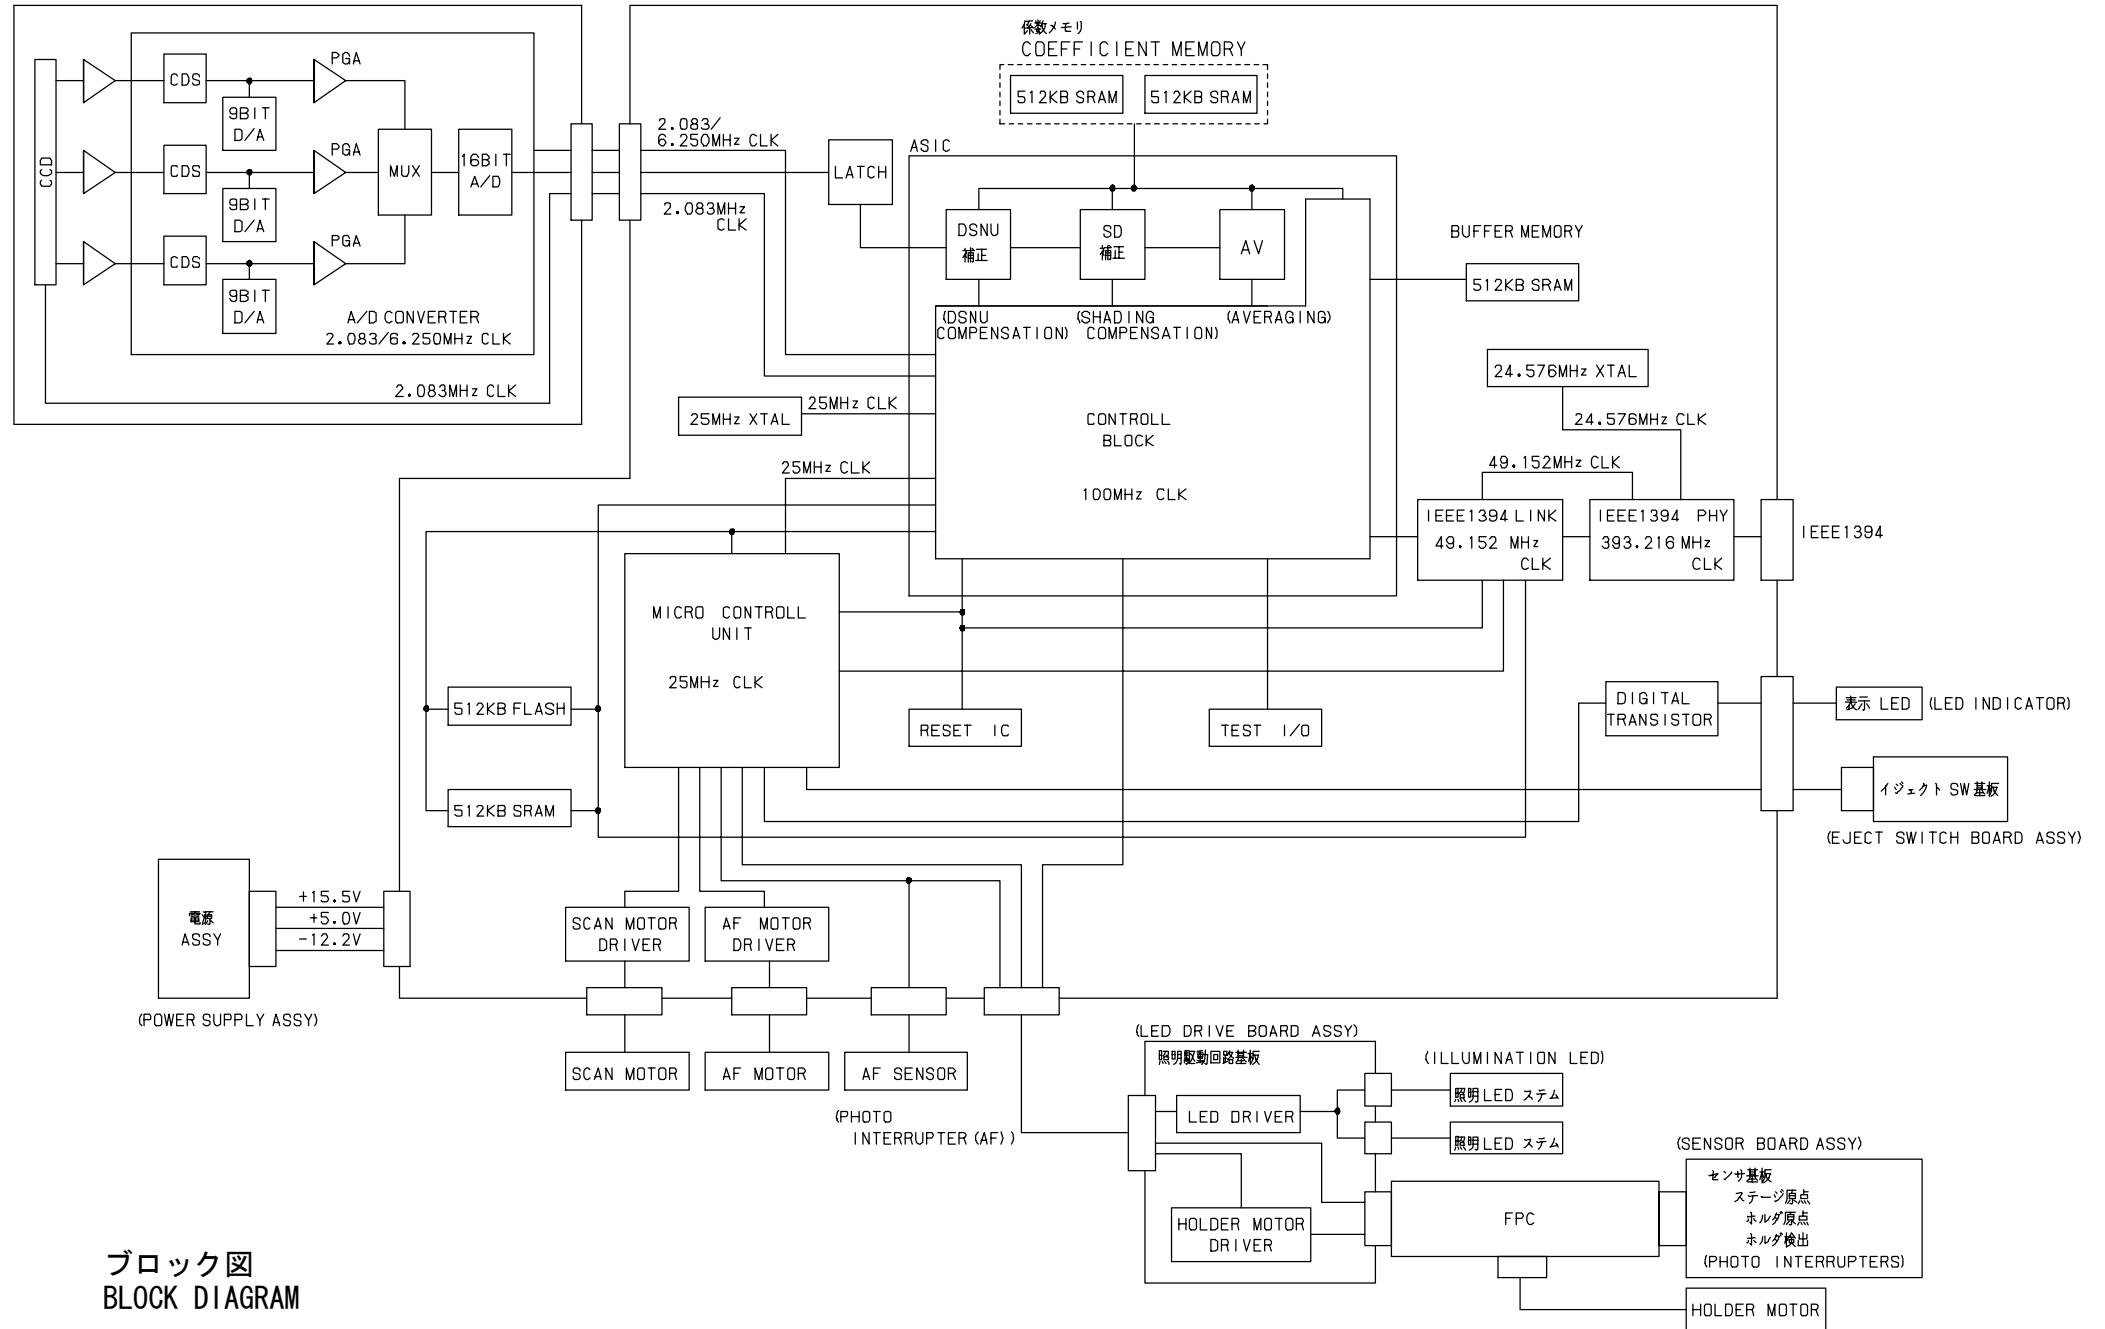 係数メモリ
COEFFICIENT MEMORY
512KB SRAM
512KB SRAM
CCD
CDS
9BIT
D/A
PGA
CDS
9BIT
D/A
PGA
CDS
9BIT
D/A
PGA
MUX
16BIT
A/D
A/D CONVERTER
2.083/6.250MHz CLK
2.083MHz CLK
2.083/
6.250MHz CLK
2.083MHz
CLK
LATCH
ASIC
DSNU
補正
SD
補正
AV
(DSNU
COMPENSATION)
(SHADING
COMPENSATION)
(AVERAGING)
BUFFER MEMORY
512KB SRAM
25MHz XTAL
25MHz CLK
25MHz CLK
CONTROLL
BLOCK
100MHz CLK
24.576MHz XTAL
24.576MHz CLK
49.152MHz CLK
IEEE1394 LINK
49.152 MHz
CLK
IEEE1394 PHY
393.216 MHz
CLK
IEEE1394
MICRO CONTROLL
UNIT
25MHz CLK
512KB FLASH
512KB SRAM
RESET IC
TEST I/O
DIGITAL
TRANSISTOR
表示 LED
(LED INDICATOR)
イジェクト SW 基板
(EJECT SWITCH BOARD ASSY)
電源
ASSY
+15.5V
+5.0V
-12.2V
(POWER SUPPLY ASSY)
SCAN MOTOR
DRIVER
AF MOTOR
DRIVER
SCAN MOTOR
AF MOTOR
AF SENSOR
(PHOTO
INTERRUPTER (AF))
(LED DRIVE BOARD ASSY)
照明駆動回路基板
LED DRIVER
(ILLUMINATION LED)
照明LED ステム
照明LED ステム
HOLDER MOTOR
DRIVER
FPC
(SENSOR BOARD ASSY)
センサ基板
ステージ原点
ホルダ原点
ホルダ検出
(PHOTO INTERRUPTERS)
HOLDER MOTOR
ブロック図
BLOCK DIAGRAM